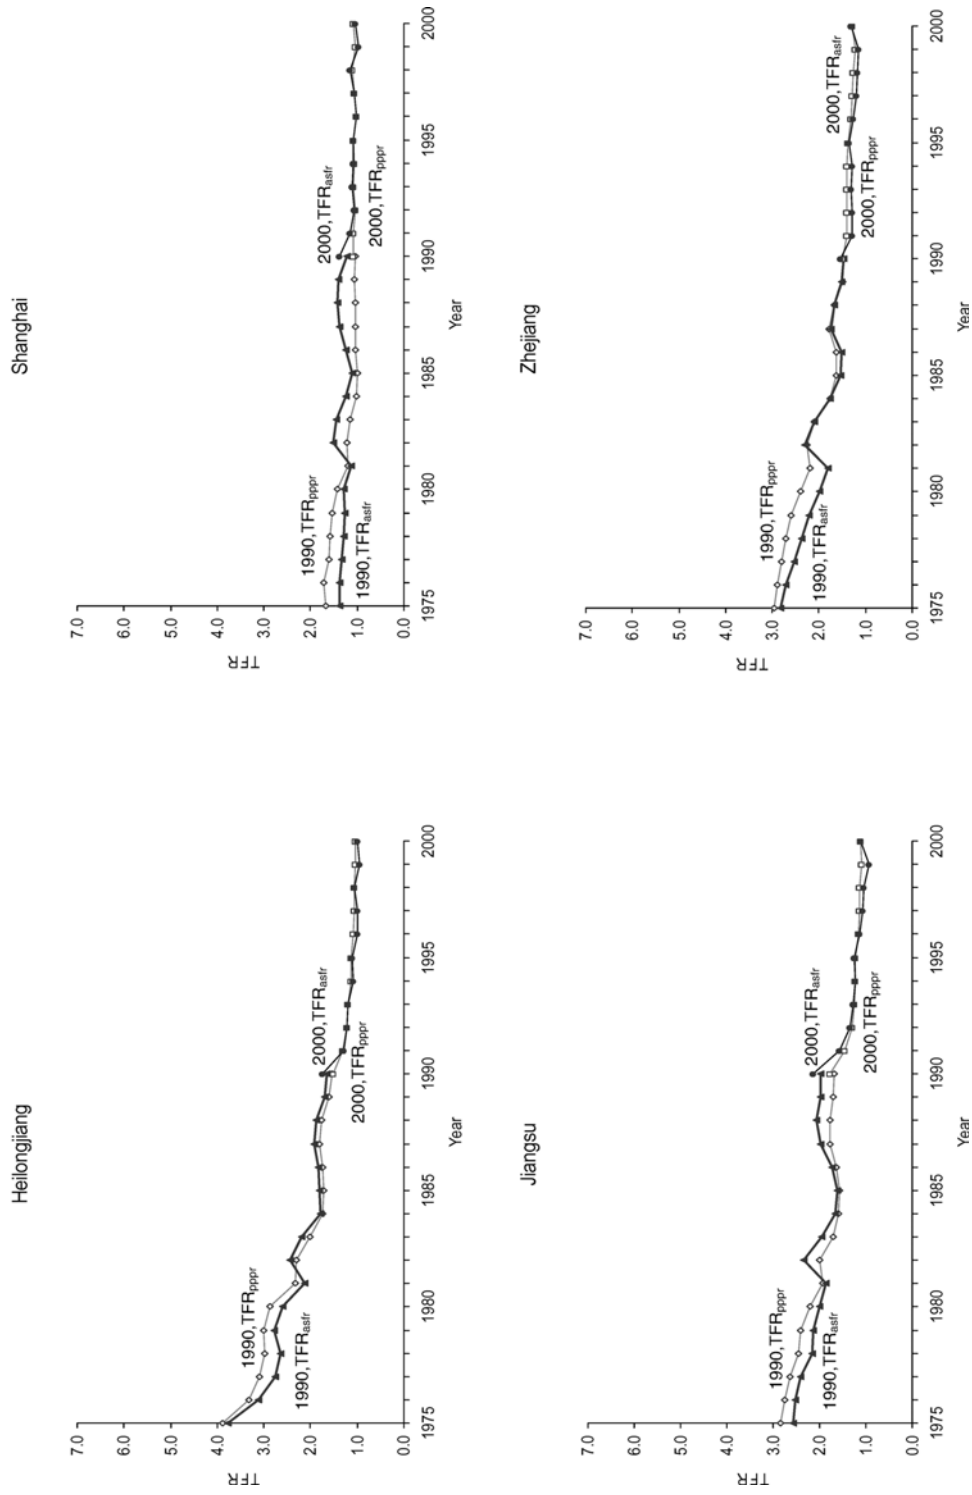 Heilongjiang
7.0
6.0
5.0
4.0
3.0
2.0
1.0
0.0
TFR
1990,TFRpppr
1990,TFRasfr
2000,TFRasfr
2000,TFRpppr
1975 1980 1985 1990 1995 2000
Year
Shanghai
7.0
6.0
5.0
4.0
3.0
2.0
1.0
0.0
TFR
1990,TFRpppr
1990,TFRasfr
2000,TFRasfr
2000,TFRpppr
1975 1980 1985 1990 1995 2000
Year
Jiangsu
7.0
6.0
5.0
4.0
3.0
2.0
1.0
0.0
TFR
1990,TFRpppr
1990,TFRasfr
2000,TFRasfr
2000,TFRpppr
1975 1980 1985 1990 1995 2000
Year
Zhejiang
7.0
6.0
5.0
4.0
3.0
2.0
1.0
0.0
TFR
1990,TFRpppr
1990,TFRasfr
2000,TFRasfr
2000,TFRpppr
1975 1980 1985 1990 1995 2000
Year